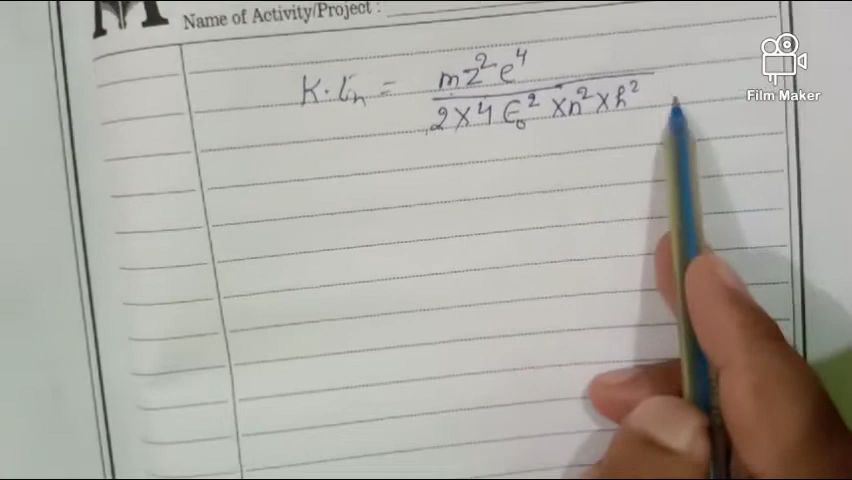 Name of Activity/Project :
K.En = mz²e⁴ / 2×4 ϵ₀² ×n²×h²
Film Maker